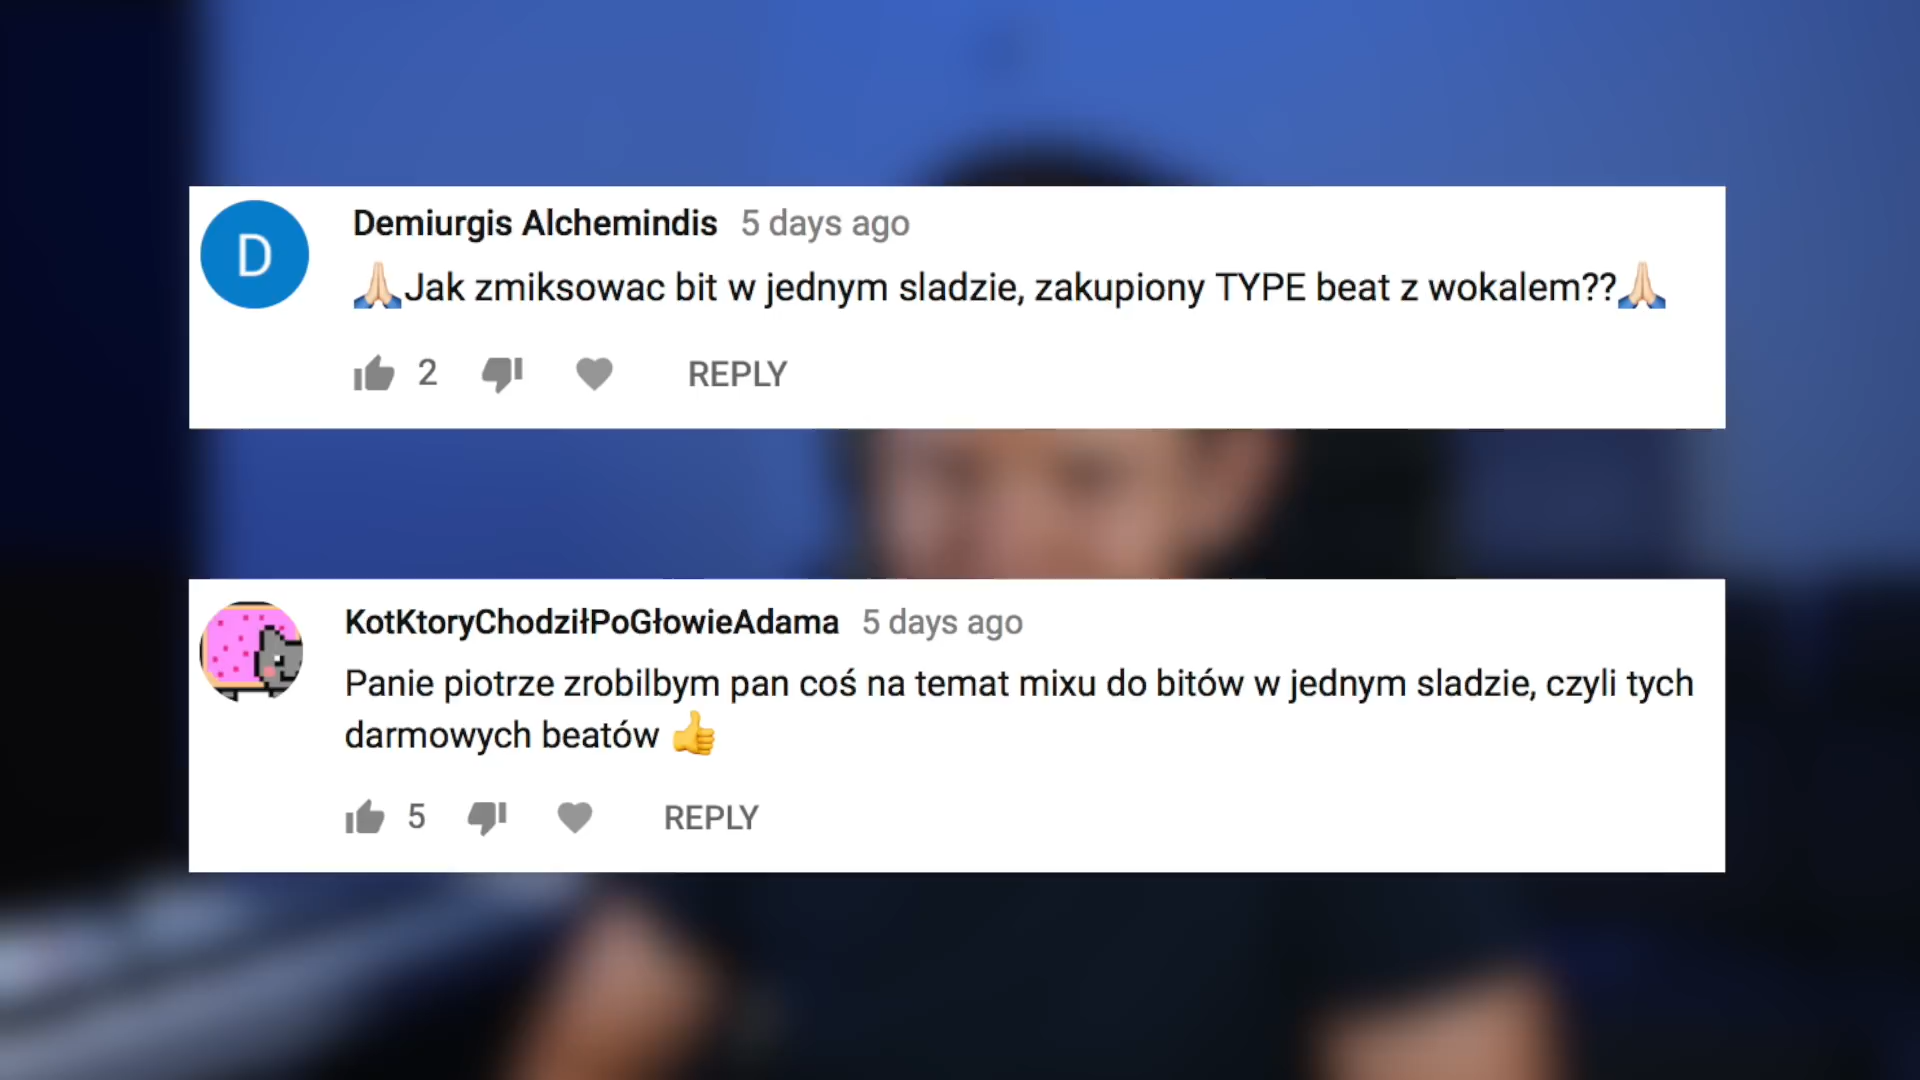 D
Demiurgis Alchemindis 5 days ago
🙏🏻Jak zmiksowac bit w jednym sladzie, zakupiony TYPE beat z wokalem??🙏🏻
2 REPLY
KotKtoryChodziłPoGłowieAdama 5 days ago
Panie piotrze zrobilbym pan coś na temat mixu do bitów w jednym sladzie, czyli tych
darmowych beatów 👍
5 REPLY